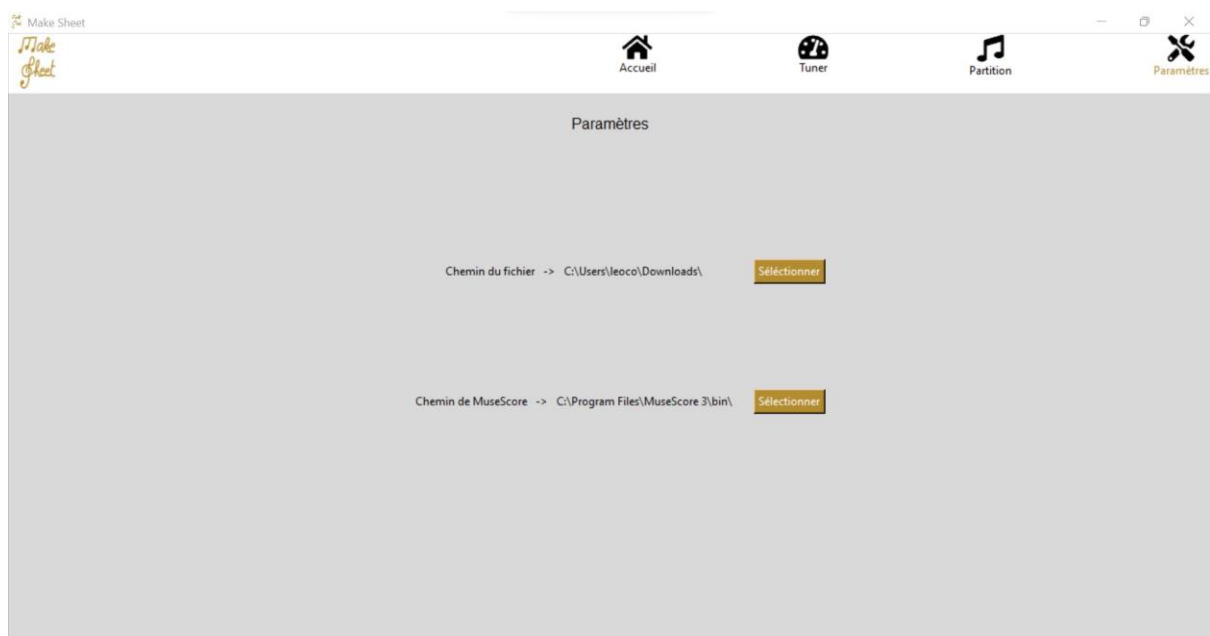 Make Sheet
Make
Sheet
Accueil
Tuner
Partition
Paramètres
Paramètres
Chemin du fichier -> C:\Users\leoco\Downloads\
Séléctionner
Chemin de MuseScore -> C:\Program Files\MuseScore 3\bin\
Sélectionner